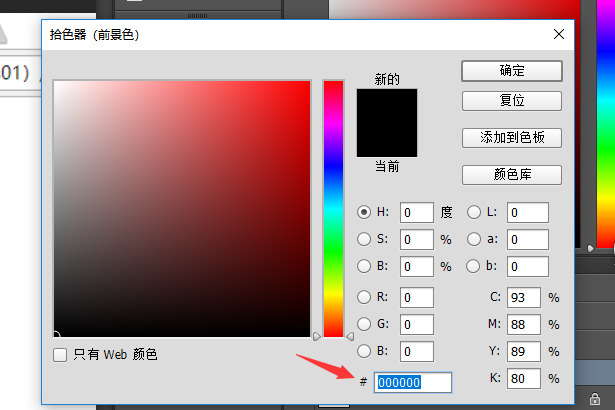 拾色器（前景色）
01)
新的
当前
确定
复位
添加到色板
颜色库
H: 0 度
S: 0 %
B: 0 %
R: 0
G: 0
B: 0
L: 0
a: 0
b: 0
C: 93 %
M: 88 %
Y: 89 %
K: 80 %
只有 Web 颜色
# 000000